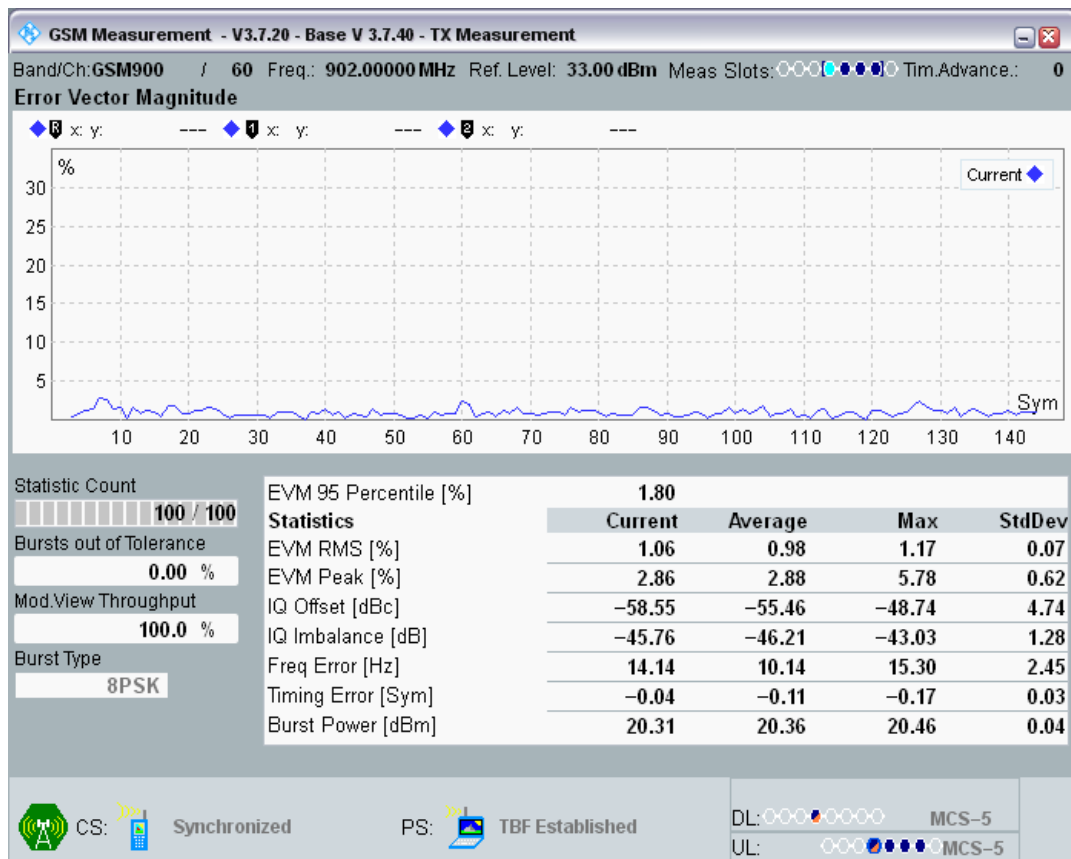 GSM Measurement - V3.7.20 - Base V 3.7.40 - TX Measurement
Band/Ch:GSM900 / 60 Freq.: 902.00000 MHz Ref. Level: 33.00 dBm Meas Slots: Tim.Advance.: 0
Error Vector Magnitude
R x: y: --- 1 x: y: --- 2 x: y: ---
%
Current
30
25
20
15
10
5
Sym
10 20 30 40 50 60 70 80 90 100 110 120 130 140
Statistic Count
100 / 100
Bursts out of Tolerance
0.00 %
Mod.View Throughput
100.0 %
Burst Type
8PSK
EVM 95 Percentile [%] 1.80
Statistics Current Average Max StdDev
EVM RMS [%] 1.06 0.98 1.17 0.07
EVM Peak [%] 2.86 2.88 5.78 0.62
IQ Offset [dBc] −58.55 −55.46 −48.74 4.74
IQ Imbalance [dB] −45.76 −46.21 −43.03 1.28
Freq Error [Hz] 14.14 10.14 15.30 2.45
Timing Error [Sym] −0.04 −0.11 −0.17 0.03
Burst Power [dBm] 20.31 20.36 20.46 0.04
CS: Synchronized PS: TBF Established
DL: MCS−5
UL: MCS−5